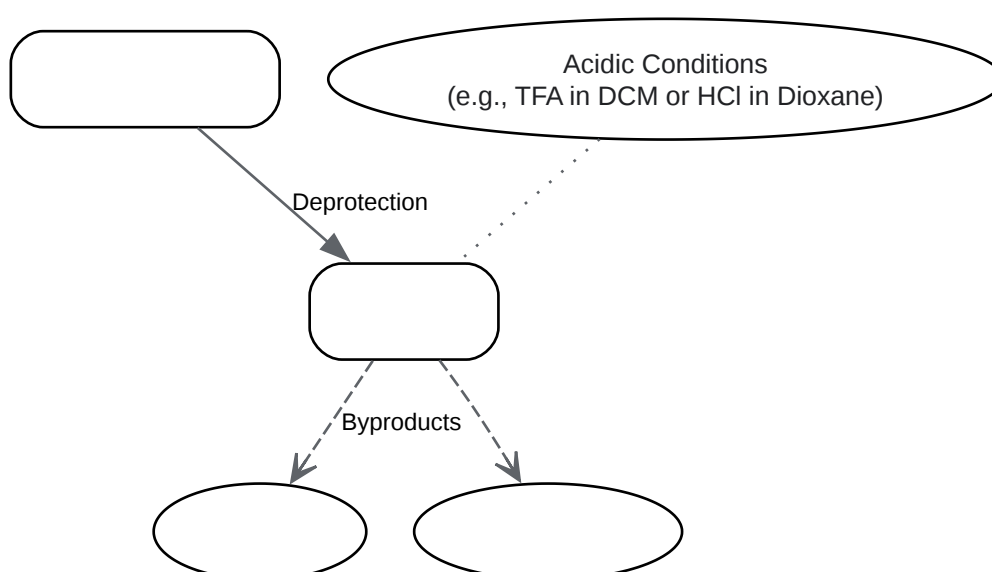 Acidic Conditions
(e.g., TFA in DCM or HCl in Dioxane)
Deprotection
Byproducts